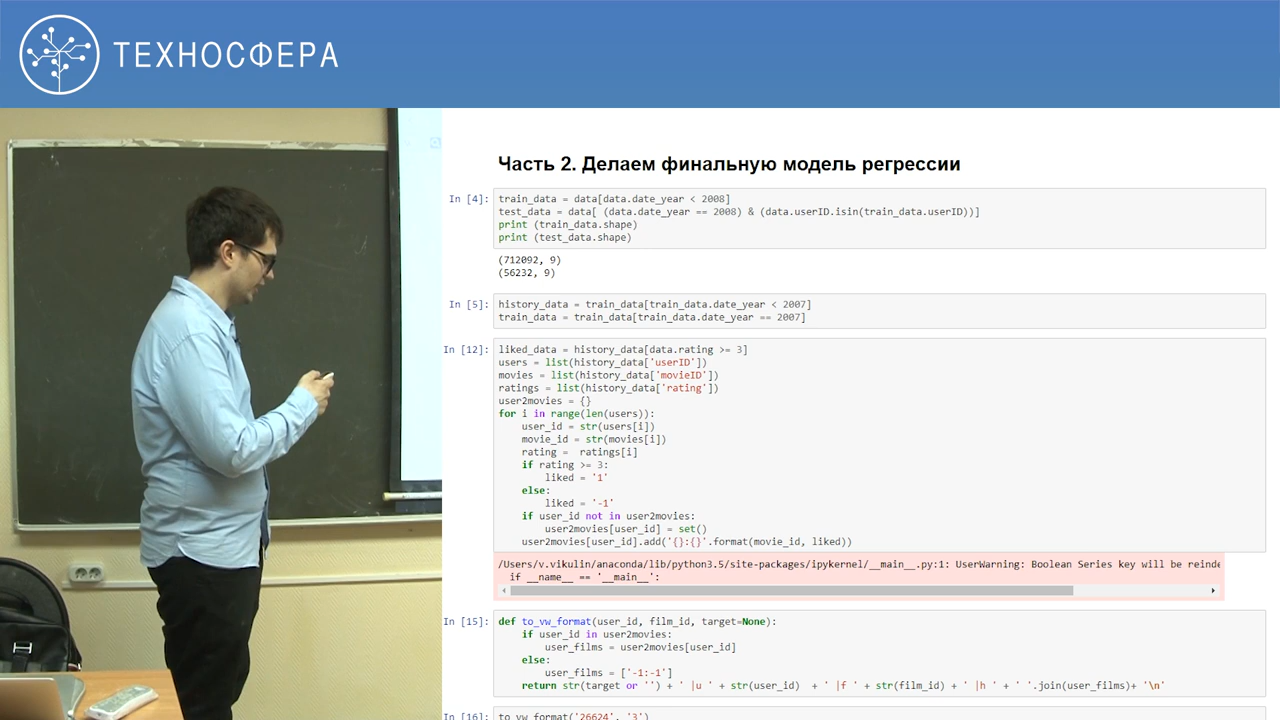 ТЕХНОСФЕРА
Часть 2. Делаем финальную модель регрессии
In [4]: train_data = data[data.date_year < 2008]
test_data = data[ (data.date_year == 2008) & (data.userID.isin(train_data.userID))]
print (train_data.shape)
print (test_data.shape)
(712092, 9)
(56232, 9)
In [5]: history_data = train_data[train_data.date_year < 2007]
train_data = train_data[train_data.date_year == 2007]
In [12]: liked_data = history_data[data.rating >= 3]
users = list(history_data['userID'])
movies = list(history_data['movieID'])
ratings = list(history_data['rating'])
user2movies = {}
for i in range(len(users)):
    user_id = str(users[i])
    movie_id = str(movies[i])
    rating =  ratings[i]
    if rating >= 3:
        liked = '1'
    else:
        liked = '-1'
    if user_id not in user2movies:
        user2movies[user_id] = set()
    user2movies[user_id].add('{}:{}'.format(movie_id, liked))
/Users/v.vikulin/anaconda/lib/python3.5/site-packages/ipykernel/__main__.py:1: UserWarning: Boolean Series key will be reinde
  if __name__ == '__main__':
In [15]: def to_vw_format(user_id, film_id, target=None):
    if user_id in user2movies:
        user_films = user2movies[user_id]
    else:
        user_films = ['-1:-1']
    return str(target or '') + ' |u ' + str(user_id)  + ' |f ' + str(film_id) + ' |h ' + ' '.join(user_films)+ '\n'
In [16]: to_vw_format('26624', '3')